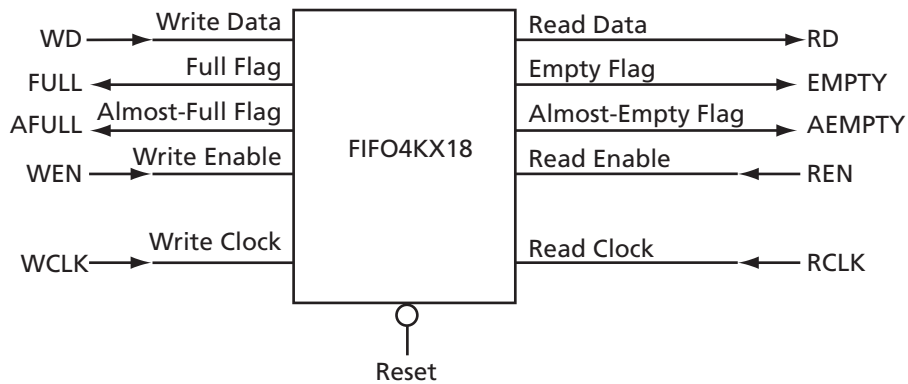 WD Write Data Read Data RD
FULL Full Flag Empty Flag EMPTY
AFULL Almost-Full Flag Almost-Empty Flag AEMPTY
FIFO4KX18
WEN Write Enable Read Enable REN
WCLK Write Clock Read Clock RCLK
Reset